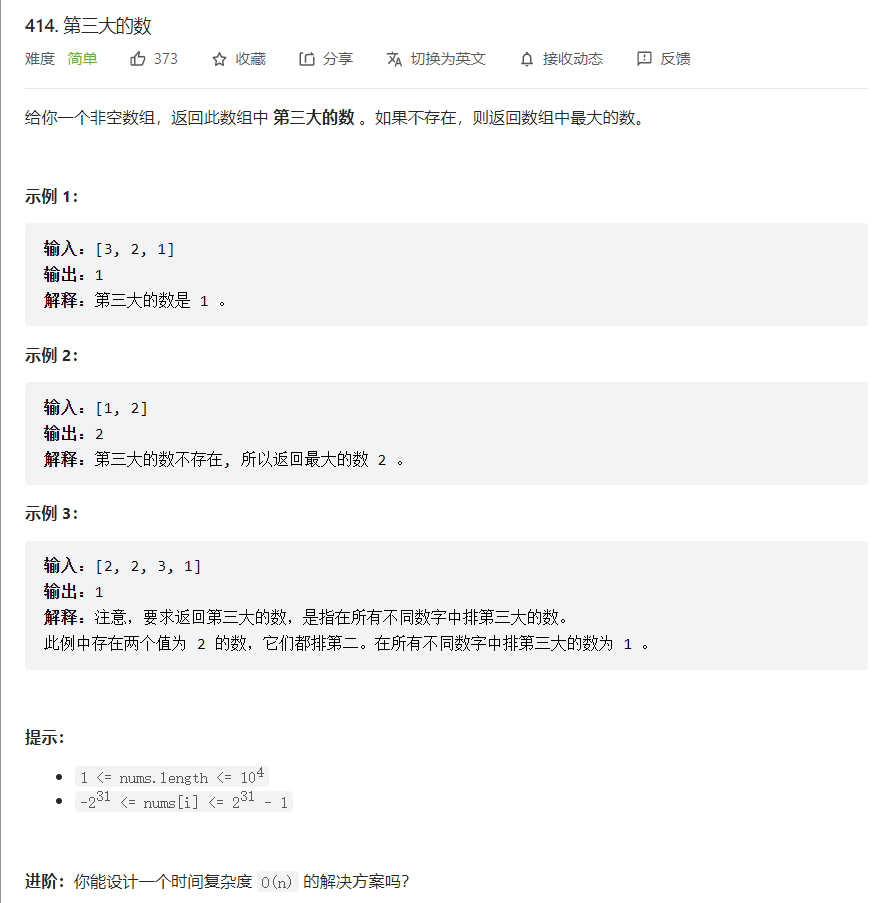 414. 第三大的数
难度 简单 373 收藏 分享 切换为英文 接收动态 反馈
给你一个非空数组，返回此数组中 第三大的数 。如果不存在，则返回数组中最大的数。
示例 1：
输入：[3, 2, 1]
输出：1
解释：第三大的数是 1 。
示例 2：
输入：[1, 2]
输出：2
解释：第三大的数不存在, 所以返回最大的数 2 。
示例 3：
输入：[2, 2, 3, 1]
输出：1
解释：注意，要求返回第三大的数，是指在所有不同数字中排第三大的数。
此例中存在两个值为 2 的数，它们都排第二。在所有不同数字中排第三大的数为 1 。
提示：
1 <= nums.length <= 10⁴
-2³¹ <= nums[i] <= 2³¹ - 1
进阶：你能设计一个时间复杂度 O(n) 的解决方案吗？